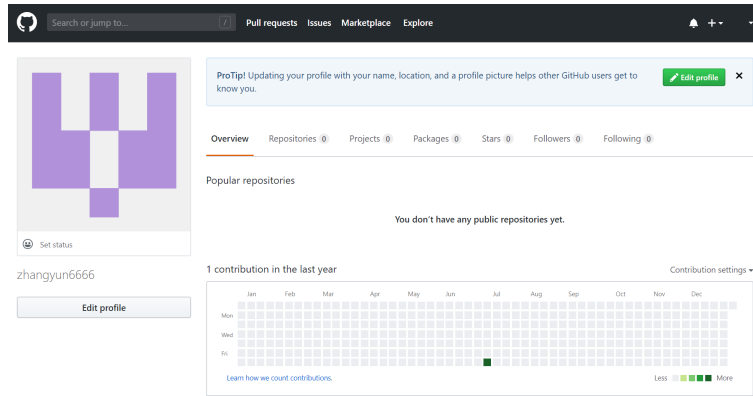 Search or jump to... / Pull requests Issues Marketplace Explore
ProTip! Updating your profile with your name, location, and a profile picture helps other GitHub users get to
know you.
Edit profile
Overview Repositories 0 Projects 0 Packages 0 Stars 0 Followers 0 Following 0
Popular repositories
You don't have any public repositories yet.
Set status
zhangyun6666
Edit profile
1 contribution in the last year
Contribution settings
Jan Feb Mar Apr May Jun Jul Aug Sep Oct Nov Dec
Mon
Wed
Fri
Learn how we count contributions.
Less More